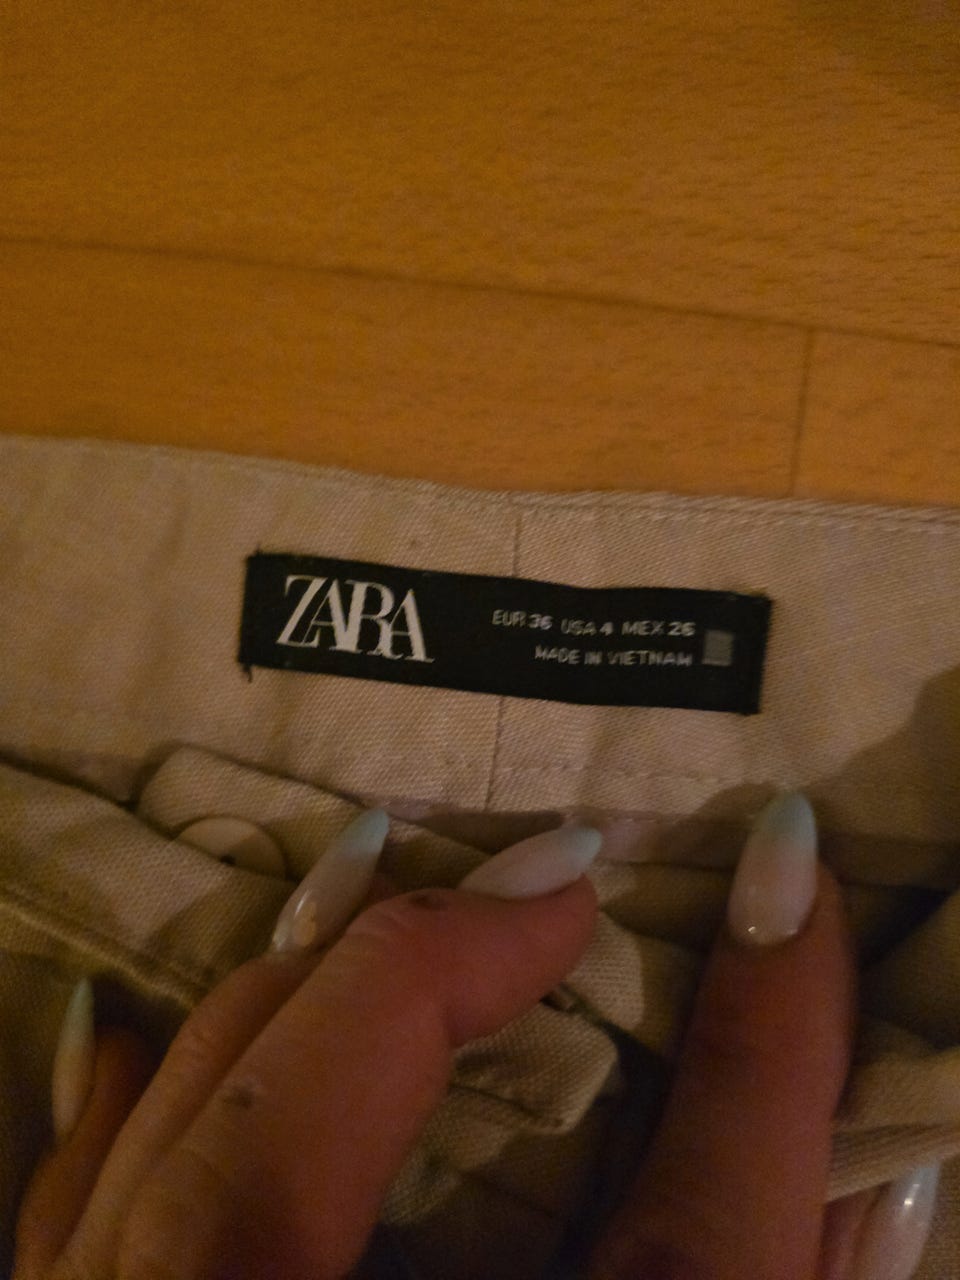 ZARA
EUR 36 USA 4 MEX 26
MADE IN VIETNAM